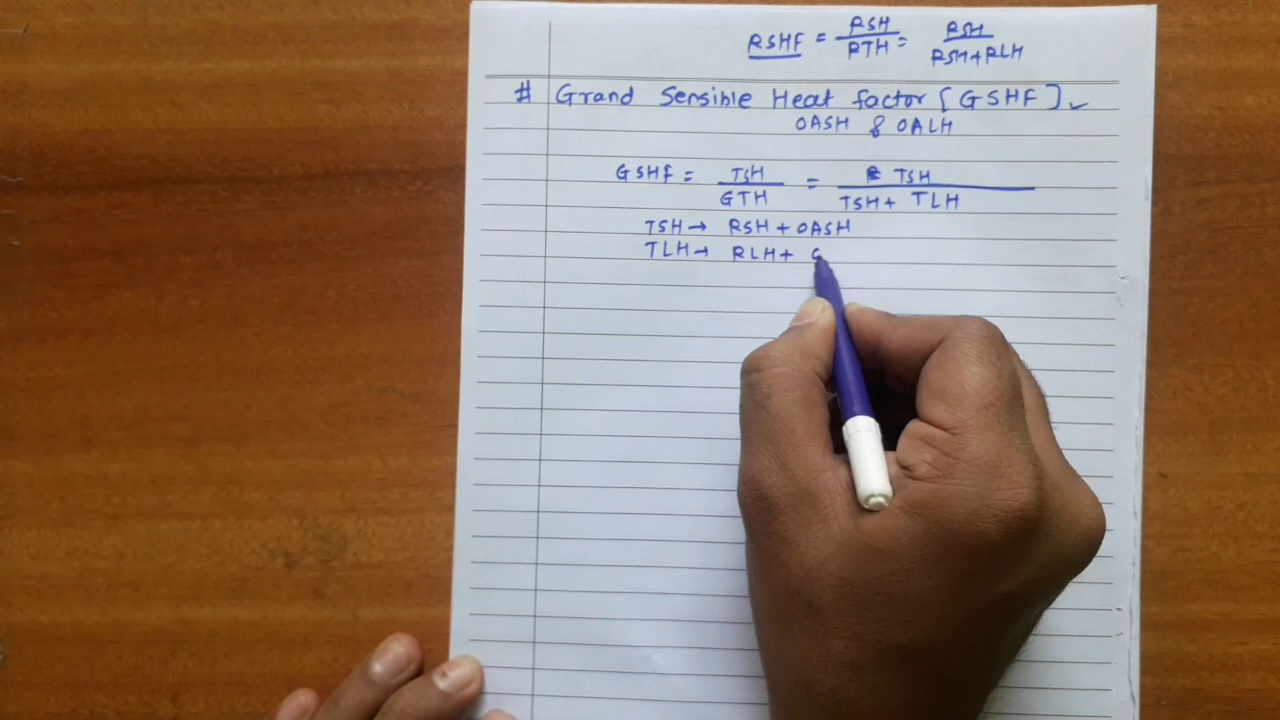 RSHF = RSH / RTH = RSH / RSH+RLH
# Grand Sensible Heat factor [GSHF]
OASH & OALH
GSHF = TSH / GTH = TSH / TSH + TLH
TSH → RSH + OASH
TLH → RLH +